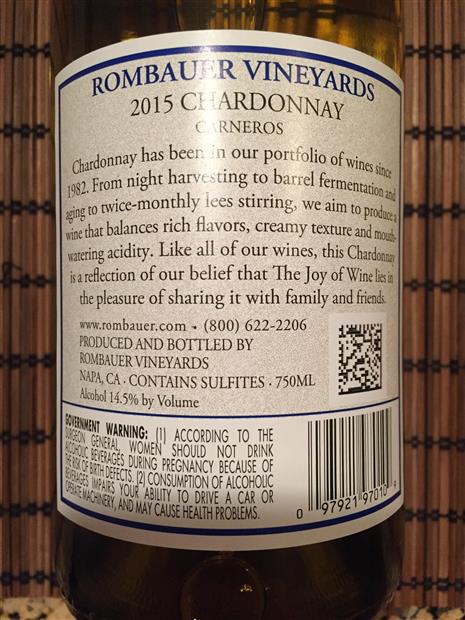 ROMBAUER VINEYARDS
2015 CHARDONNAY
CARNEROS
Chardonnay has been in our portfolio of wines since
1982. From night harvesting to barrel fermentation and
aging to twice-monthly lees stirring, we aim to produce a
wine that balances rich flavors, creamy texture and mouth-
watering acidity. Like all of our wines, this Chardonnay
is a reflection of our belief that The Joy of Wine lies in
the pleasure of sharing it with family and friends.
www.rombauer.com • (800) 622-2206
PRODUCED AND BOTTLED BY
ROMBAUER VINEYARDS
NAPA, CA · CONTAINS SULFITES · 750ML
Alcohol 14.5% by Volume
GOVERNMENT WARNING: (1) ACCORDING TO THE
SURGEON GENERAL, WOMEN SHOULD NOT DRINK
ALCOHOLIC BEVERAGES DURING PREGNANCY BECAUSE OF
THE RISK OF BIRTH DEFECTS. (2) CONSUMPTION OF ALCOHOLIC
BEVERAGES IMPAIRS YOUR ABILITY TO DRIVE A CAR OR
OPERATE MACHINERY, AND MAY CAUSE HEALTH PROBLEMS.
0 97921 97010 9